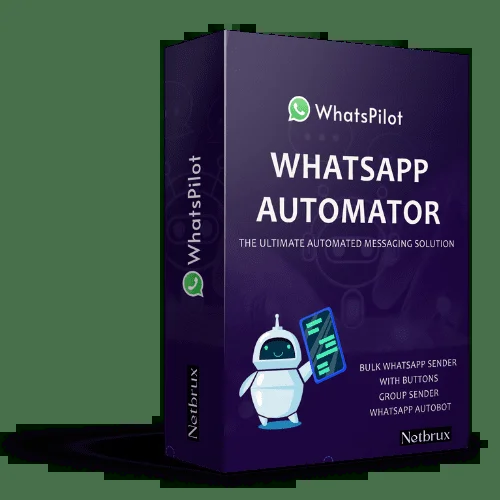 WhatsPilot
WHATSAPP
AUTOMATOR
THE ULTIMATE AUTOMATED MESSAGING SOLUTION
BULK WHATSAPP SENDER
WITH BUTTONS
GROUP SENDER
WHATSAPP AUTOBOT
Netbrux
WhatsPilot
Netbrux